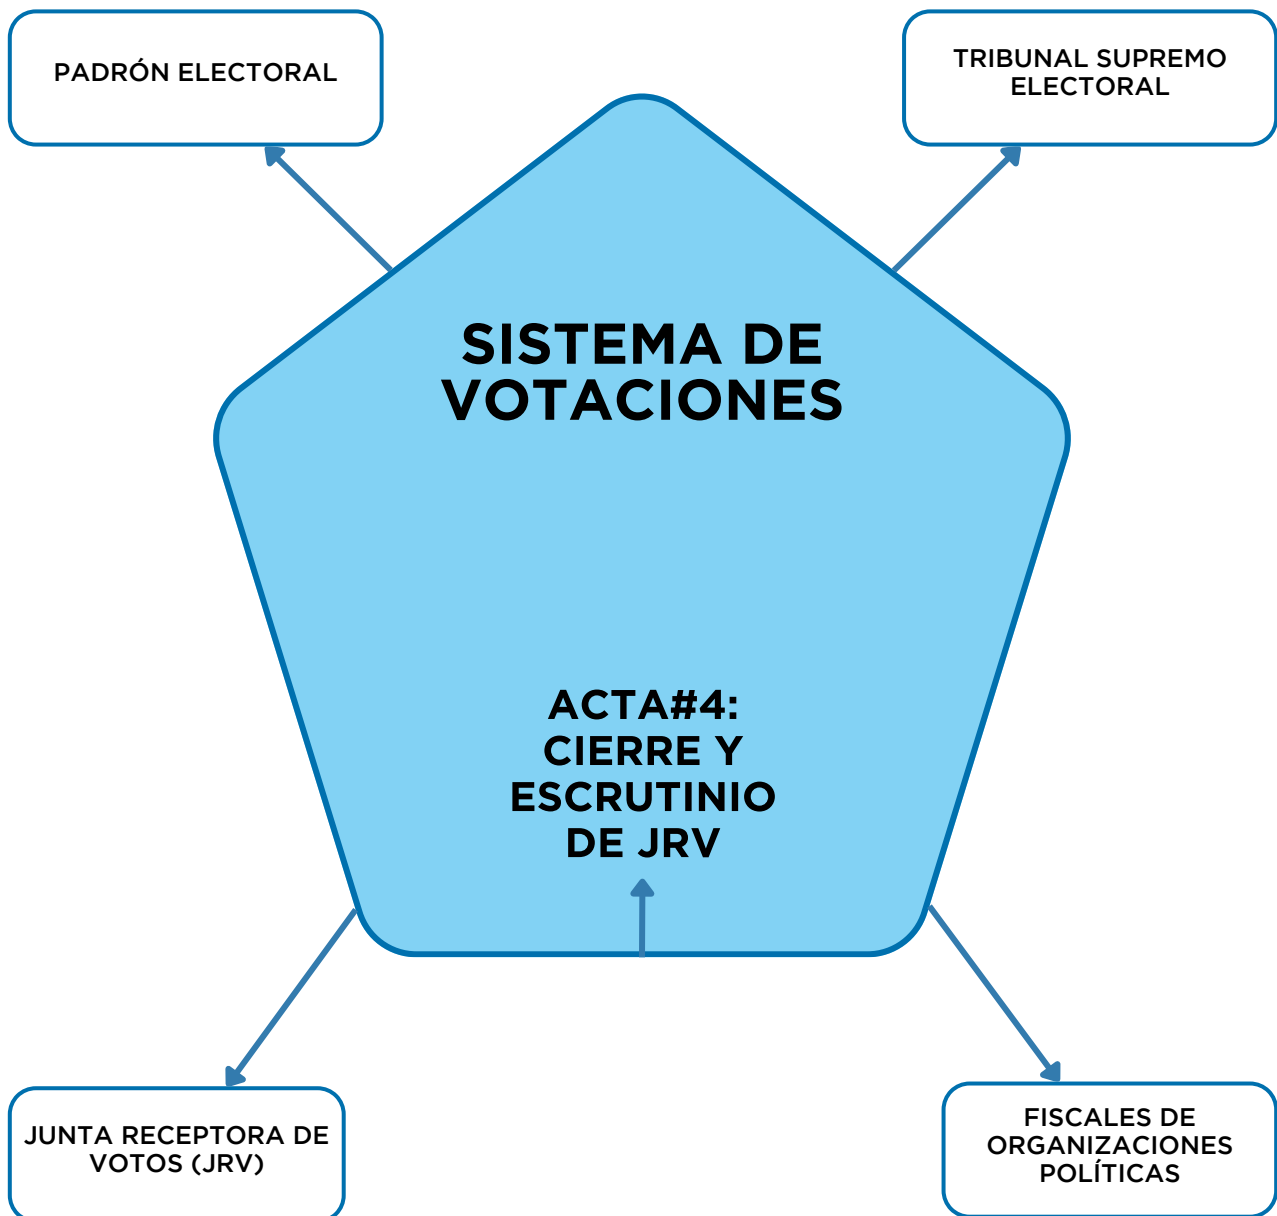 PADRÓN ELECTORAL
TRIBUNAL SUPREMO
ELECTORAL
SISTEMA DE
VOTACIONES
ACTA#4:
CIERRE Y
ESCRUTINIO
DE JRV
JUNTA RECEPTORA DE
VOTOS (JRV)
FISCALES DE
ORGANIZACIONES
POLÍTICAS